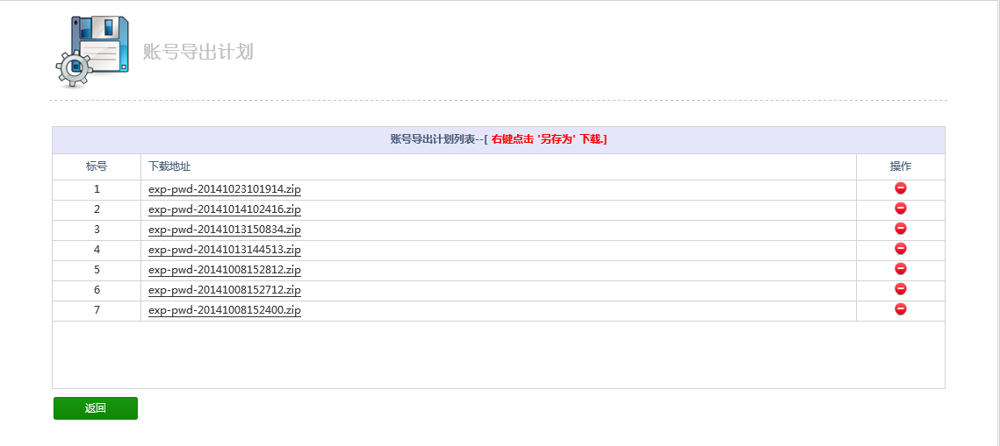 账号导出计划
账号导出计划列表--[ 右键点击 '另存为' 下载.]
标号 下载地址 操作
1 exp-pwd-20141023101914.zip
2 exp-pwd-20141014102416.zip
3 exp-pwd-20141013150834.zip
4 exp-pwd-20141013144513.zip
5 exp-pwd-20141008152812.zip
6 exp-pwd-20141008152712.zip
7 exp-pwd-20141008152400.zip
返回